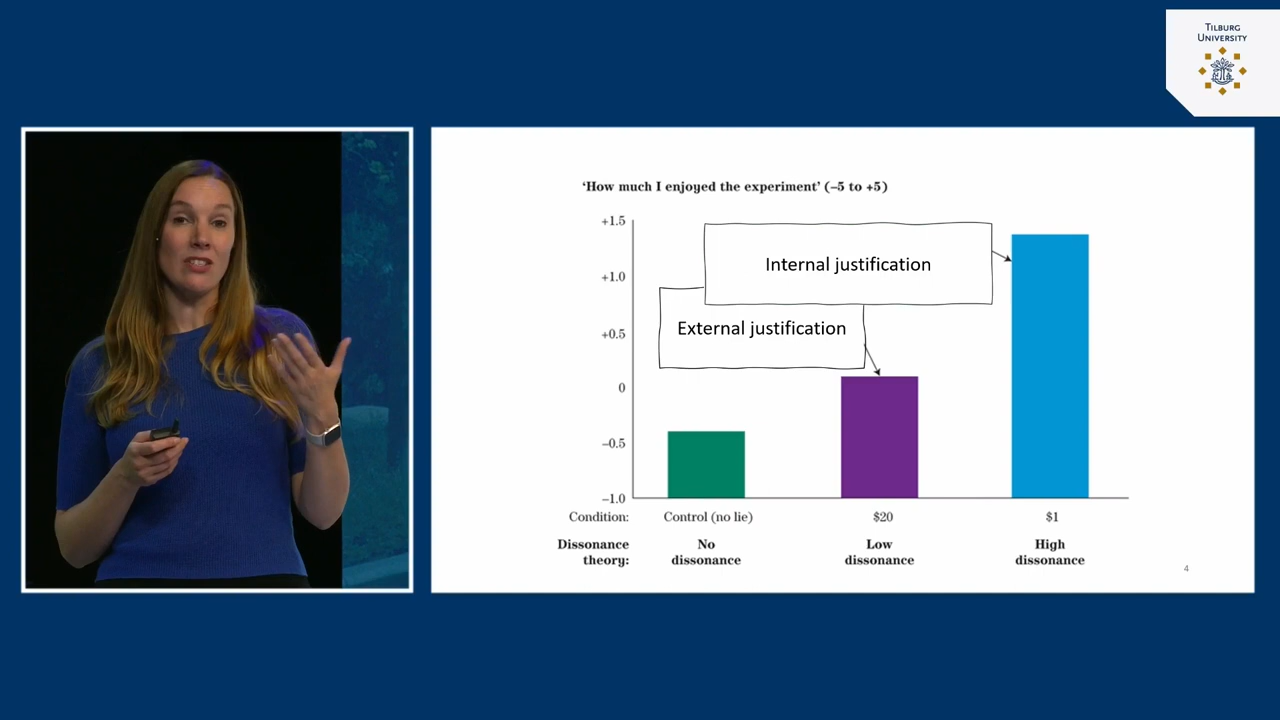 TILBURG
UNIVERSITY
‘How much I enjoyed the experiment’ (–5 to +5)
+1.5
+1.0
+0.5
0
–0.5
–1.0
Internal justification
External justification
Condition: Control (no lie) $20 $1
Dissonance No Low High
theory: dissonance dissonance dissonance
4